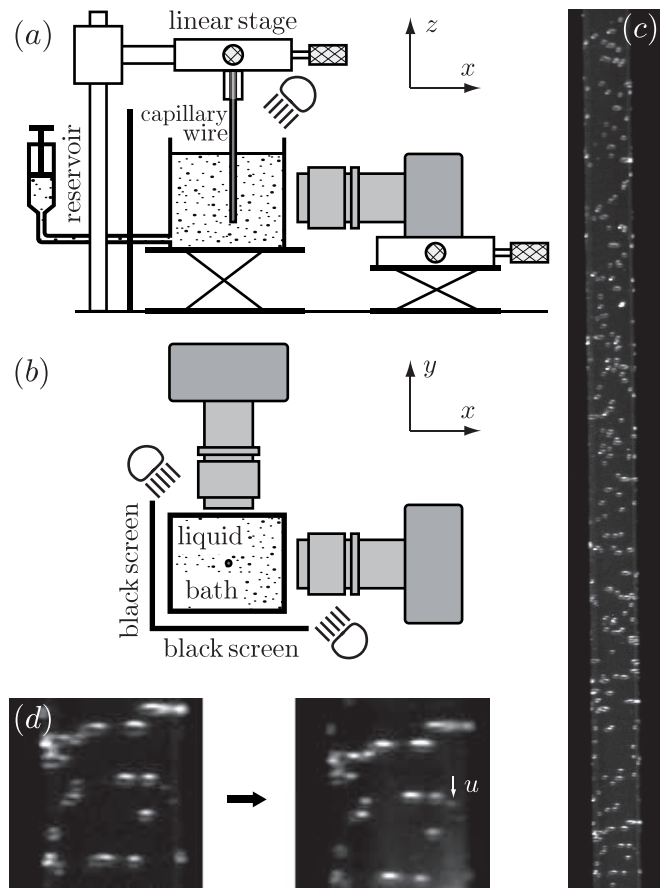 (a)
linear stage
z
x
capillary
wire
reservoir
(b)
y
x
liquid
bath
black screen
black screen
(c)
(d)
u